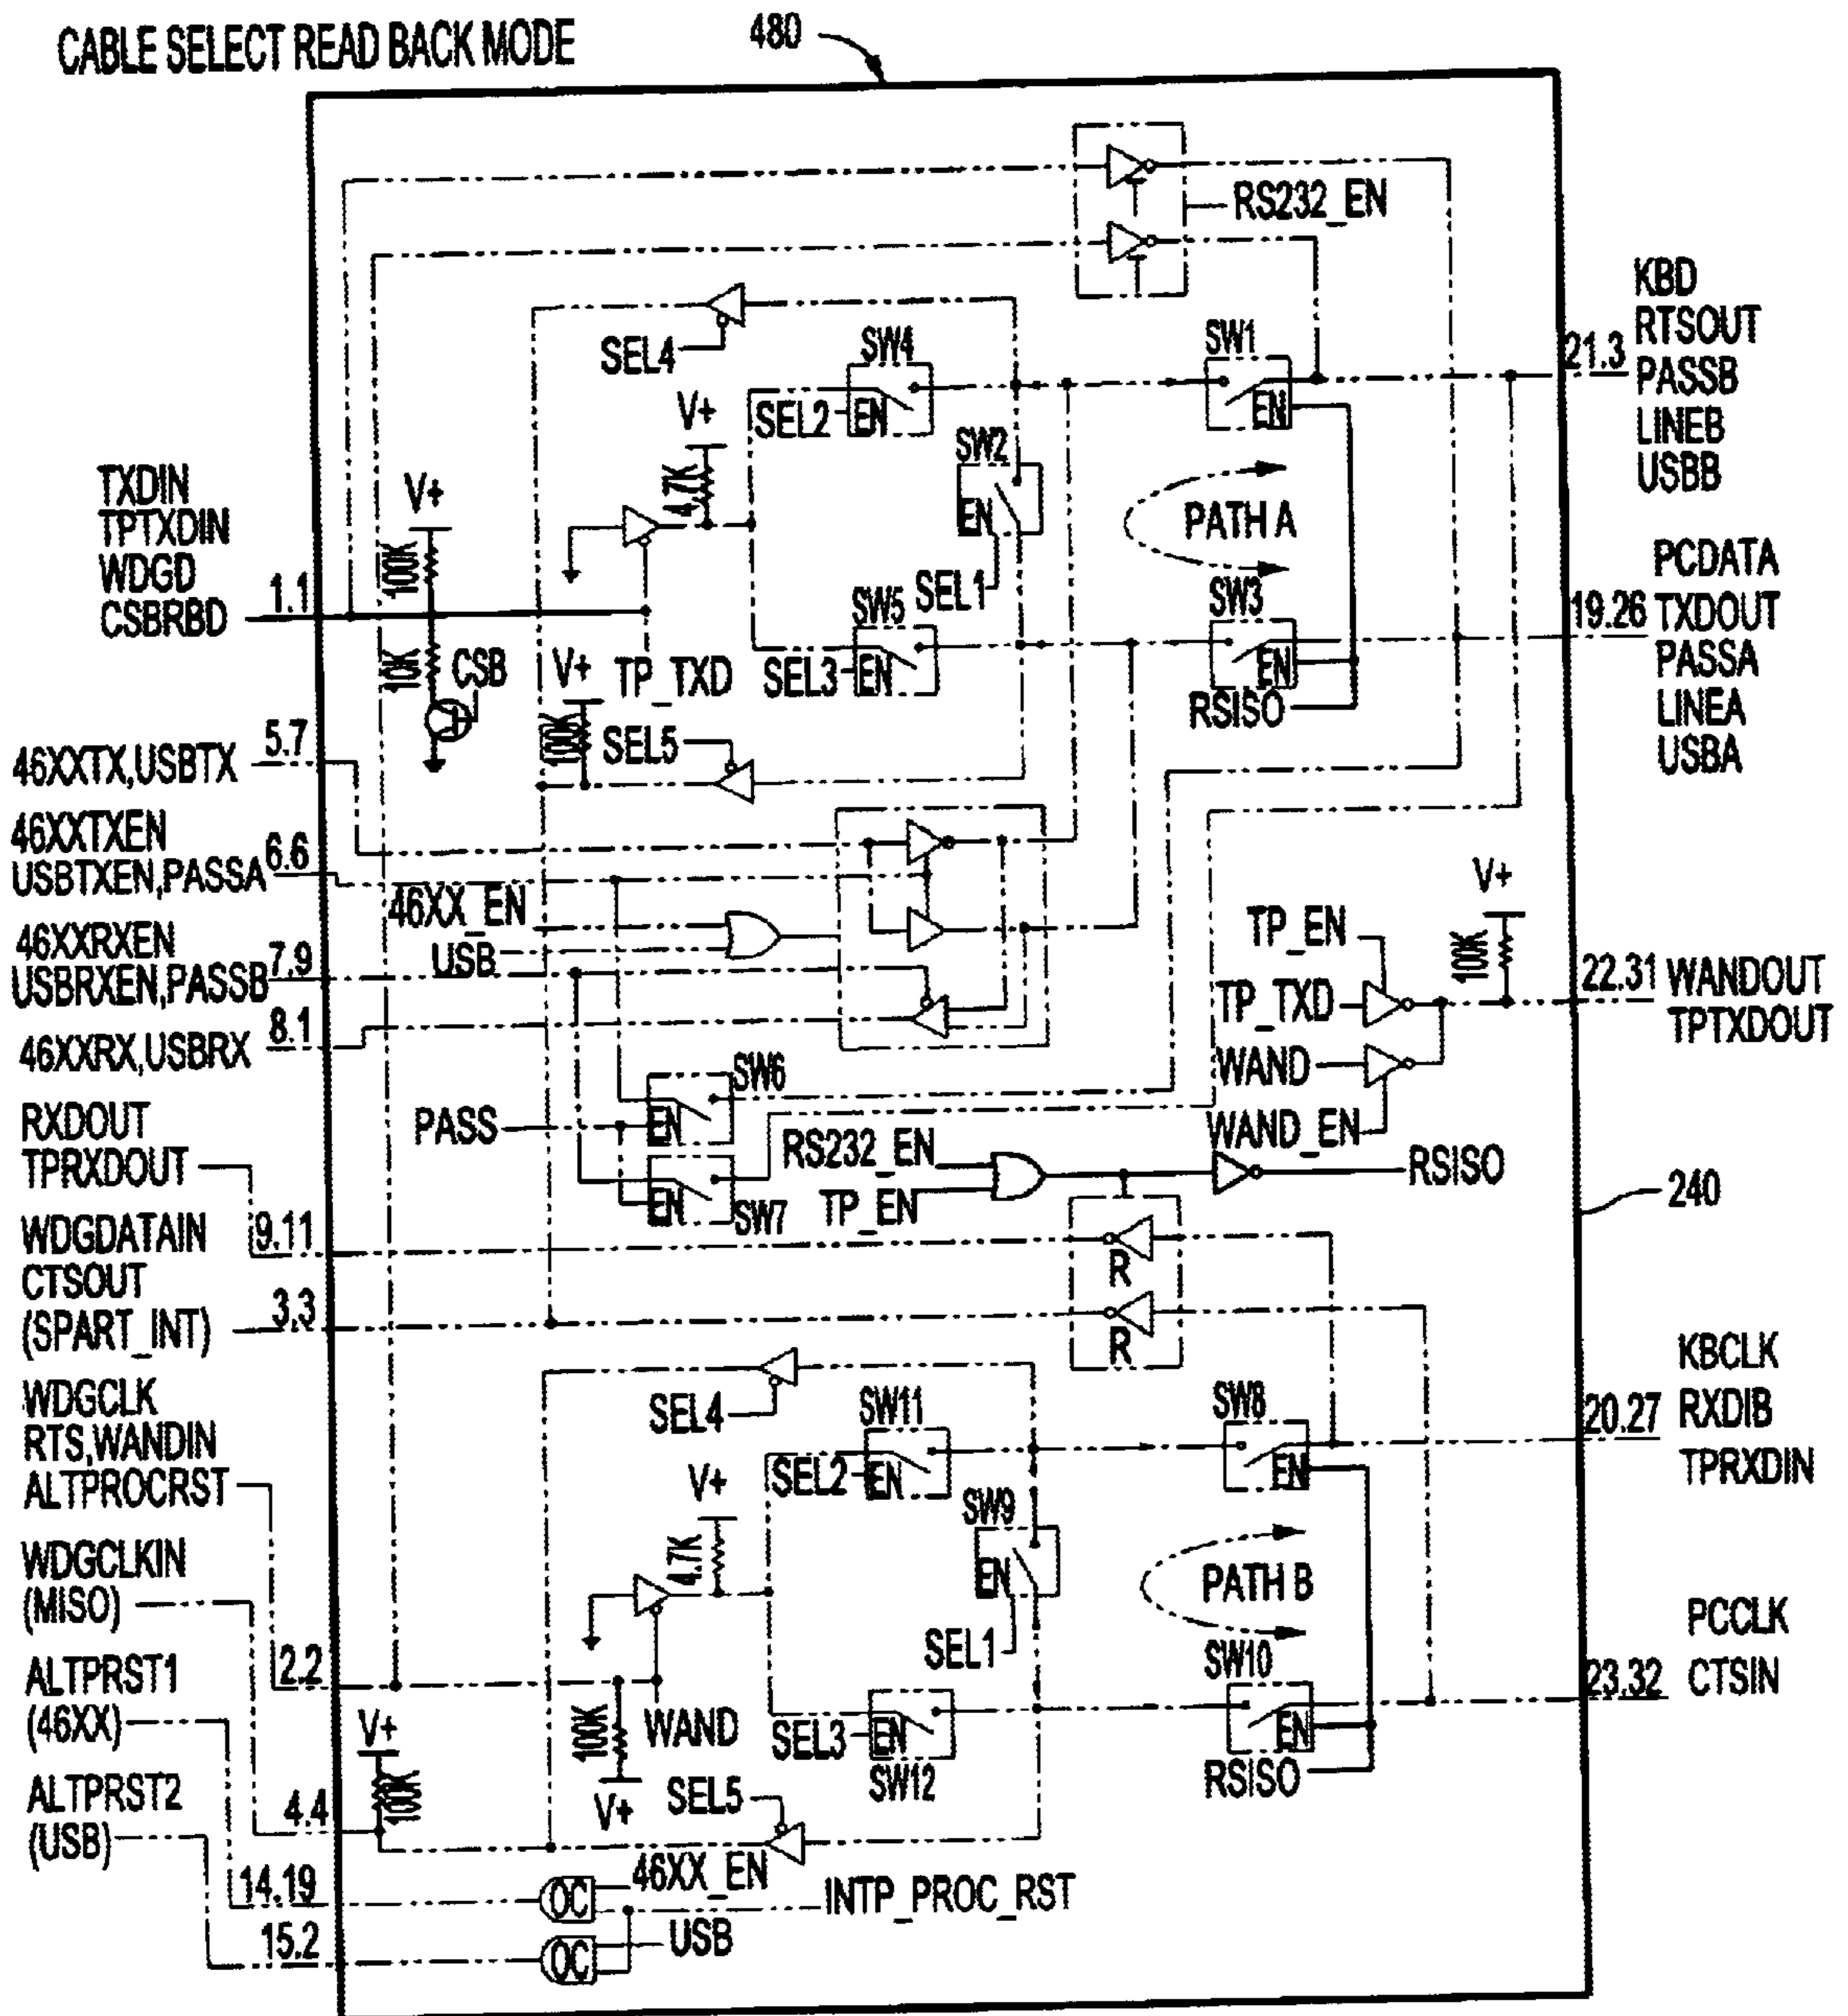 CABLE SELECT READ BACK MODE
480
RS232_EN
KBD
RTSOUT
PASSB
LINEB
USBB
21.3
SEL4
SW4
SW1
SEL2
EN
EN
V+
4.7K
SW2
EN
SEL1
PATH A
TXDIN
TPTXDIN
WDGD
CSBRBD
1.1
V+
100K
10K
CSB
TP_TXD
SW5
SEL3
EN
SW3
EN
RSISO
PCDATA
TXDOUT
PASSA
LINEA
USBA
19.26
V+
100K
SEL5
46XXTX,USBTX
5.7
46XXTXEN
USBTXEN,PASSA
6.6
46XX_EN
USB
46XXRXEN
USBRXEN,PASSB
7.9
46XXRX,USBRX
8.1
V+
100K
TP_EN
TP_TXD
WAND
WAND_EN
22.31
WANDOUT
TPTXDOUT
PASS
SW6
EN
EN
SW7
RS232_EN
TP_EN
RSISO
240
RXDOUT
TPRXDOUT
9.11
R
R
WDGDATAIN
CTSOUT
(SPART_INT)
3.3
SEL4
SW11
SEL2
EN
SW8
EN
KBCLK
RXDIB
TPRXDIN
20.27
WDGCLK
RTS,WANDIN
ALTPROCRST
2.2
V+
4.7K
SW9
EN
SEL1
PATH B
WDGCLKIN
(MISO)
4.4
V+
100K
100K
V+
WAND
SEL3
EN
SW12
SW10
EN
RSISO
PCCLK
CTSIN
23.32
SEL5
ALTPRST1
(46XX)
14.19
OC
46XX_EN
INTP_PROC_RST
ALTPRST2
(USB)
15.2
OC
USB